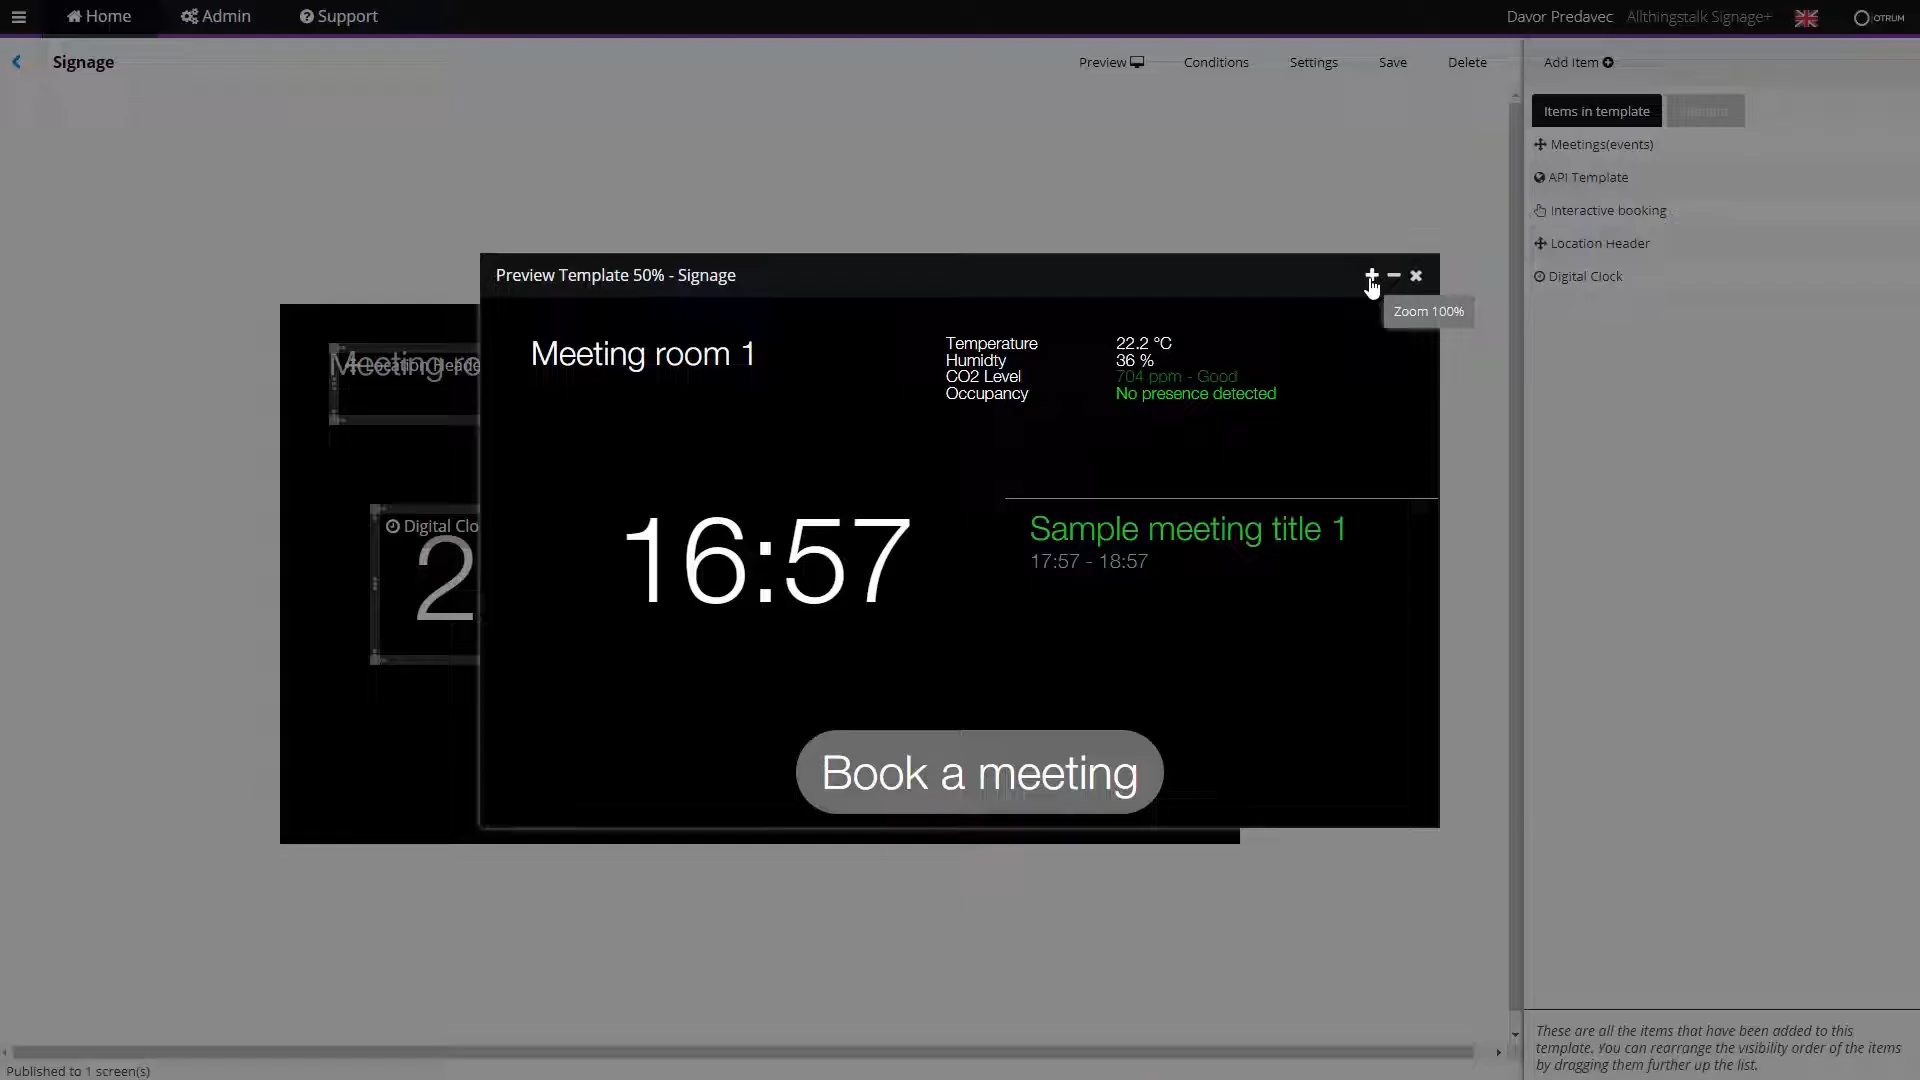 Home
Admin
Support
Davor Predavec
Allthingstalk Signage+
OTRUM
Signage
Preview
Conditions
Settings
Save
Delete
Add Item
Items in template
Meetings(events)
API Template
Interactive booking
Location Header
Digital Clock
Preview Template 50% - Signage
Zoom 100%
Meeting room 1
Temperature 22.2 °C
Humidty 36 %
CO2 Level 704 ppm - Good
Occupancy No presence detected
Meeting ro
Location Heade
Digital Clo
2
16:57
Sample meeting title 1
17:57 - 18:57
Book a meeting
These are all the items that have been added to this
template. You can rearrange the visibility order of the items
by dragging them further up the list.
Published to 1 screen(s)